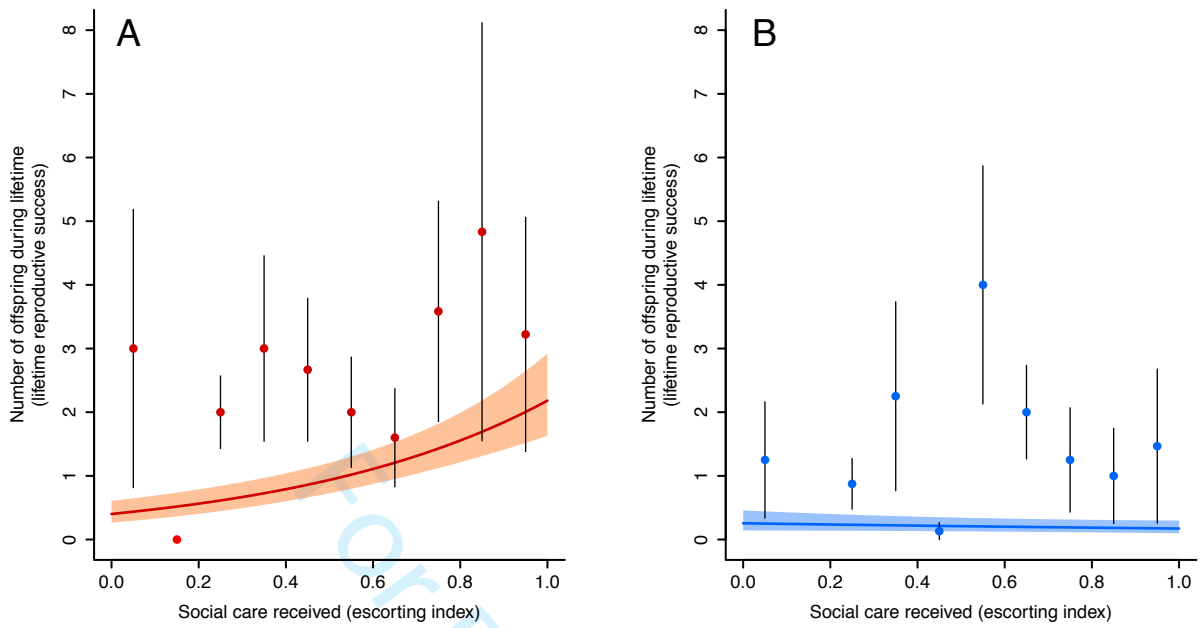 A
8
7
6
5
4
3
2
1
0
Number of offspring during lifetime
(lifetime reproductive success)
0.0 0.2 0.4 0.6 0.8 1.0
Social care received (escorting index)
B
8
7
6
5
4
3
2
1
0
Number of offspring during lifetime
(lifetime reproductive success)
0.0 0.2 0.4 0.6 0.8 1.0
Social care received (escorting index)
For